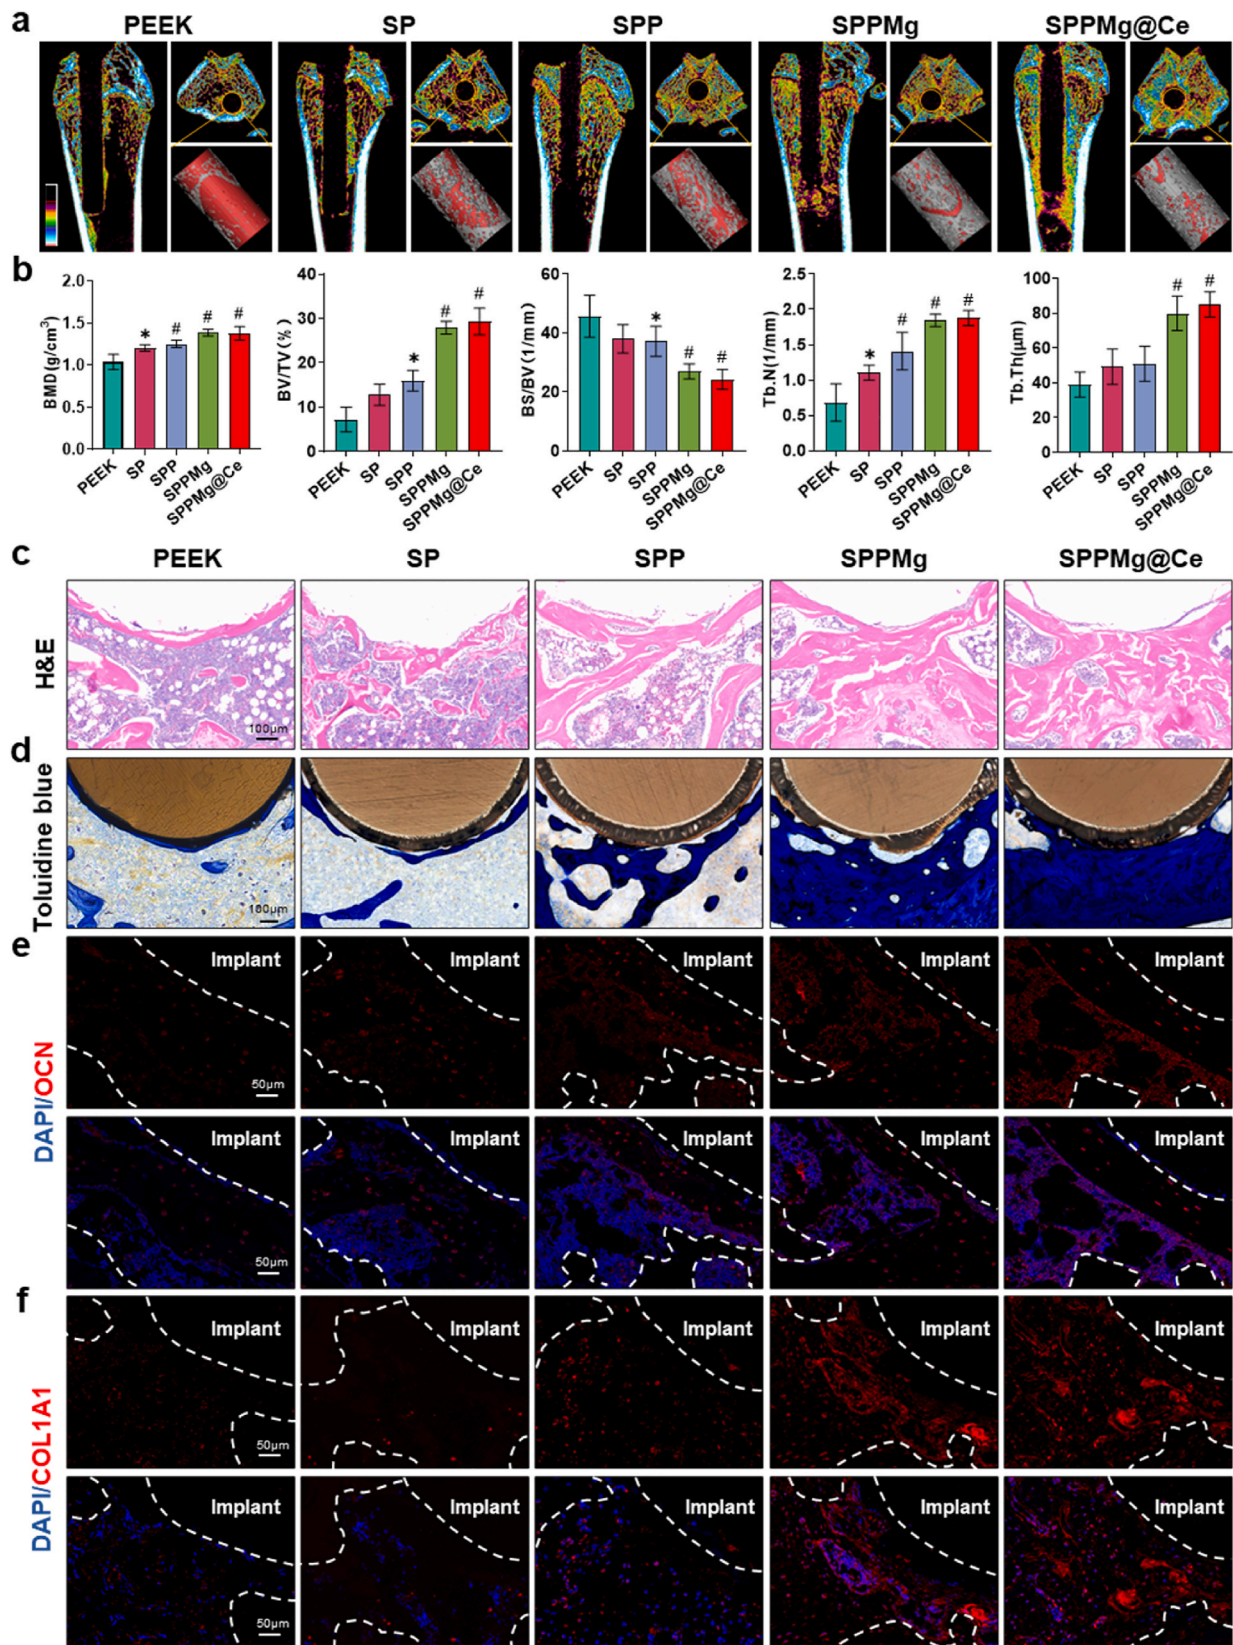 a
PEEK SP SPP SPPMg SPPMg@Ce
b
BMD(g/cm³)
2.0
1.5
1.0
0.5
0.0
* # # #
PEEK SP SPP SPPMg SPPMg@Ce
BV/TV(%)
40
30
20
10
0
* # #
PEEK SP SPP SPPMg SPPMg@Ce
BS/BV(1/mm)
60
40
20
0
* # #
PEEK SP SPP SPPMg SPPMg@Ce
Tb.N(1/mm)
2.5
2.0
1.5
1.0
0.5
0.0
* # # #
PEEK SP SPP SPPMg SPPMg@Ce
Tb.Th(μm)
100
80
60
40
20
0
# #
PEEK SP SPP SPPMg SPPMg@Ce
c
PEEK SP SPP SPPMg SPPMg@Ce
H&E
100μm
d
Toluidine blue
100μm
e
DAPI/OCN
Implant Implant Implant Implant Implant
50μm
Implant Implant Implant Implant Implant
50μm
f
DAPI/COL1A1
Implant Implant Implant Implant Implant
50μm
Implant Implant Implant Implant Implant
50μm